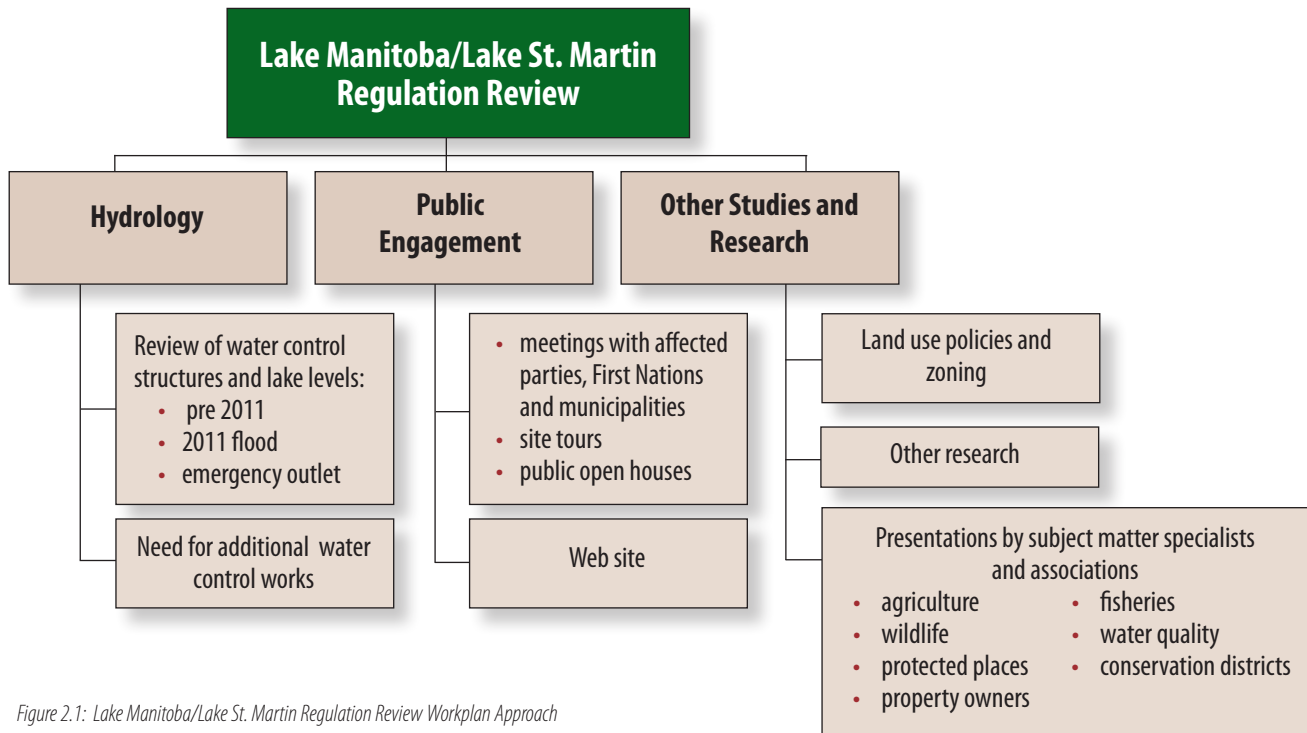 Lake Manitoba/Lake St. Martin
Regulation Review
Hydrology
Public
Engagement
Other Studies and
Research
Review of water control
structures and lake levels:
• pre 2011
• 2011 flood
• emergency outlet
Need for additional water
control works
• meetings with affected
parties, First Nations
and municipalities
• site tours
• public open houses
Web site
Land use policies and
zoning
Other research
Presentations by subject matter specialists
and associations
• agriculture
• wildlife
• protected places
• property owners
• fisheries
• water quality
• conservation districts
Figure 2.1: Lake Manitoba/Lake St. Martin Regulation Review Workplan Approach